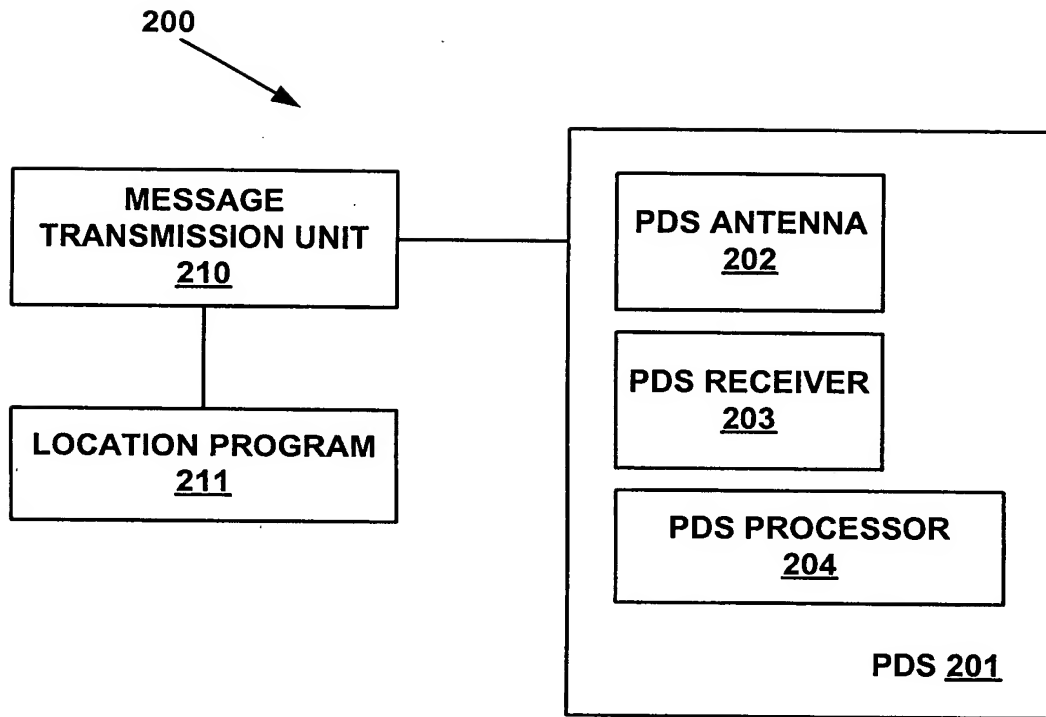 200
MESSAGE
TRANSMISSION UNIT
210
LOCATION PROGRAM
211
PDS ANTENNA
202
PDS RECEIVER
203
PDS PROCESSOR
204
PDS 201